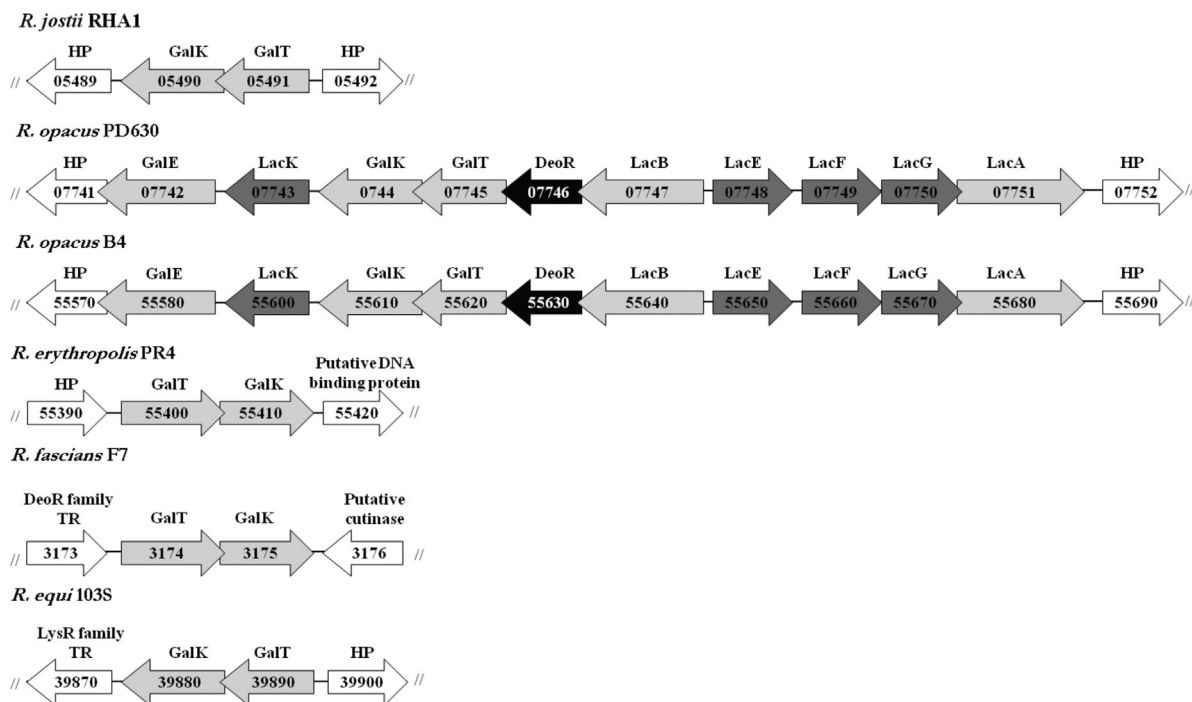 R. jostii RHA1
HP GalK GalT HP
// 05489 05490 05491 05492 //
R. opacus PD630
HP GalE LacK GalK GalT DeoR LacB LacE LacF LacG LacA HP
// 07741 07742 07743 0744 07745 07746 07747 07748 07749 07750 07751 07752 //
R. opacus B4
HP GalE LacK GalK GalT DeoR LacB LacE LacF LacG LacA HP
// 55570 55580 55600 55610 55620 55630 55640 55650 55660 55670 55680 55690 //
R. erythropolis PR4
Putative DNA
HP GalT GalK binding protein
// 55390 55400 55410 55420 //
R. fascians F7
DeoR family Putative
TR GalT GalK cutinase
// 3173 3174 3175 3176 //
R. equi 103S
LysR family
TR GalK GalT HP
// 39870 39880 39890 39900 //